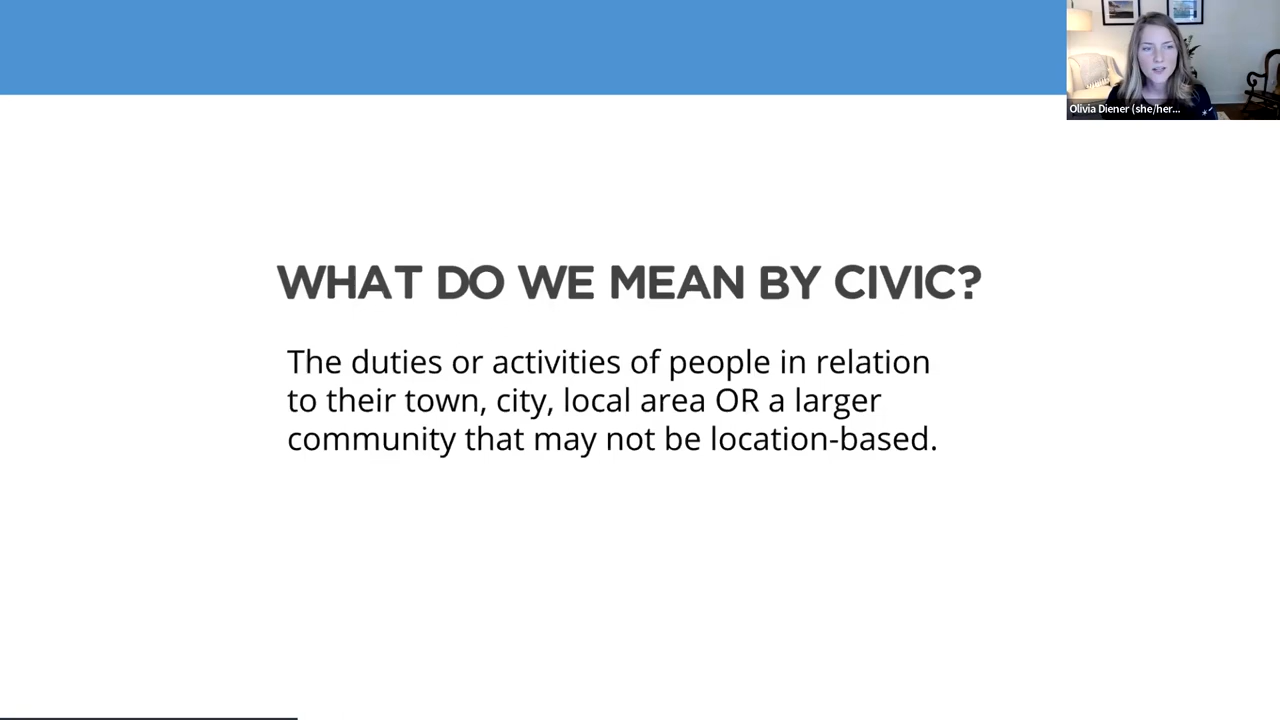 Olivia Diener (she/her...
WHAT DO WE MEAN BY CIVIC?
The duties or activities of people in relation
to their town, city, local area OR a larger
community that may not be location-based.